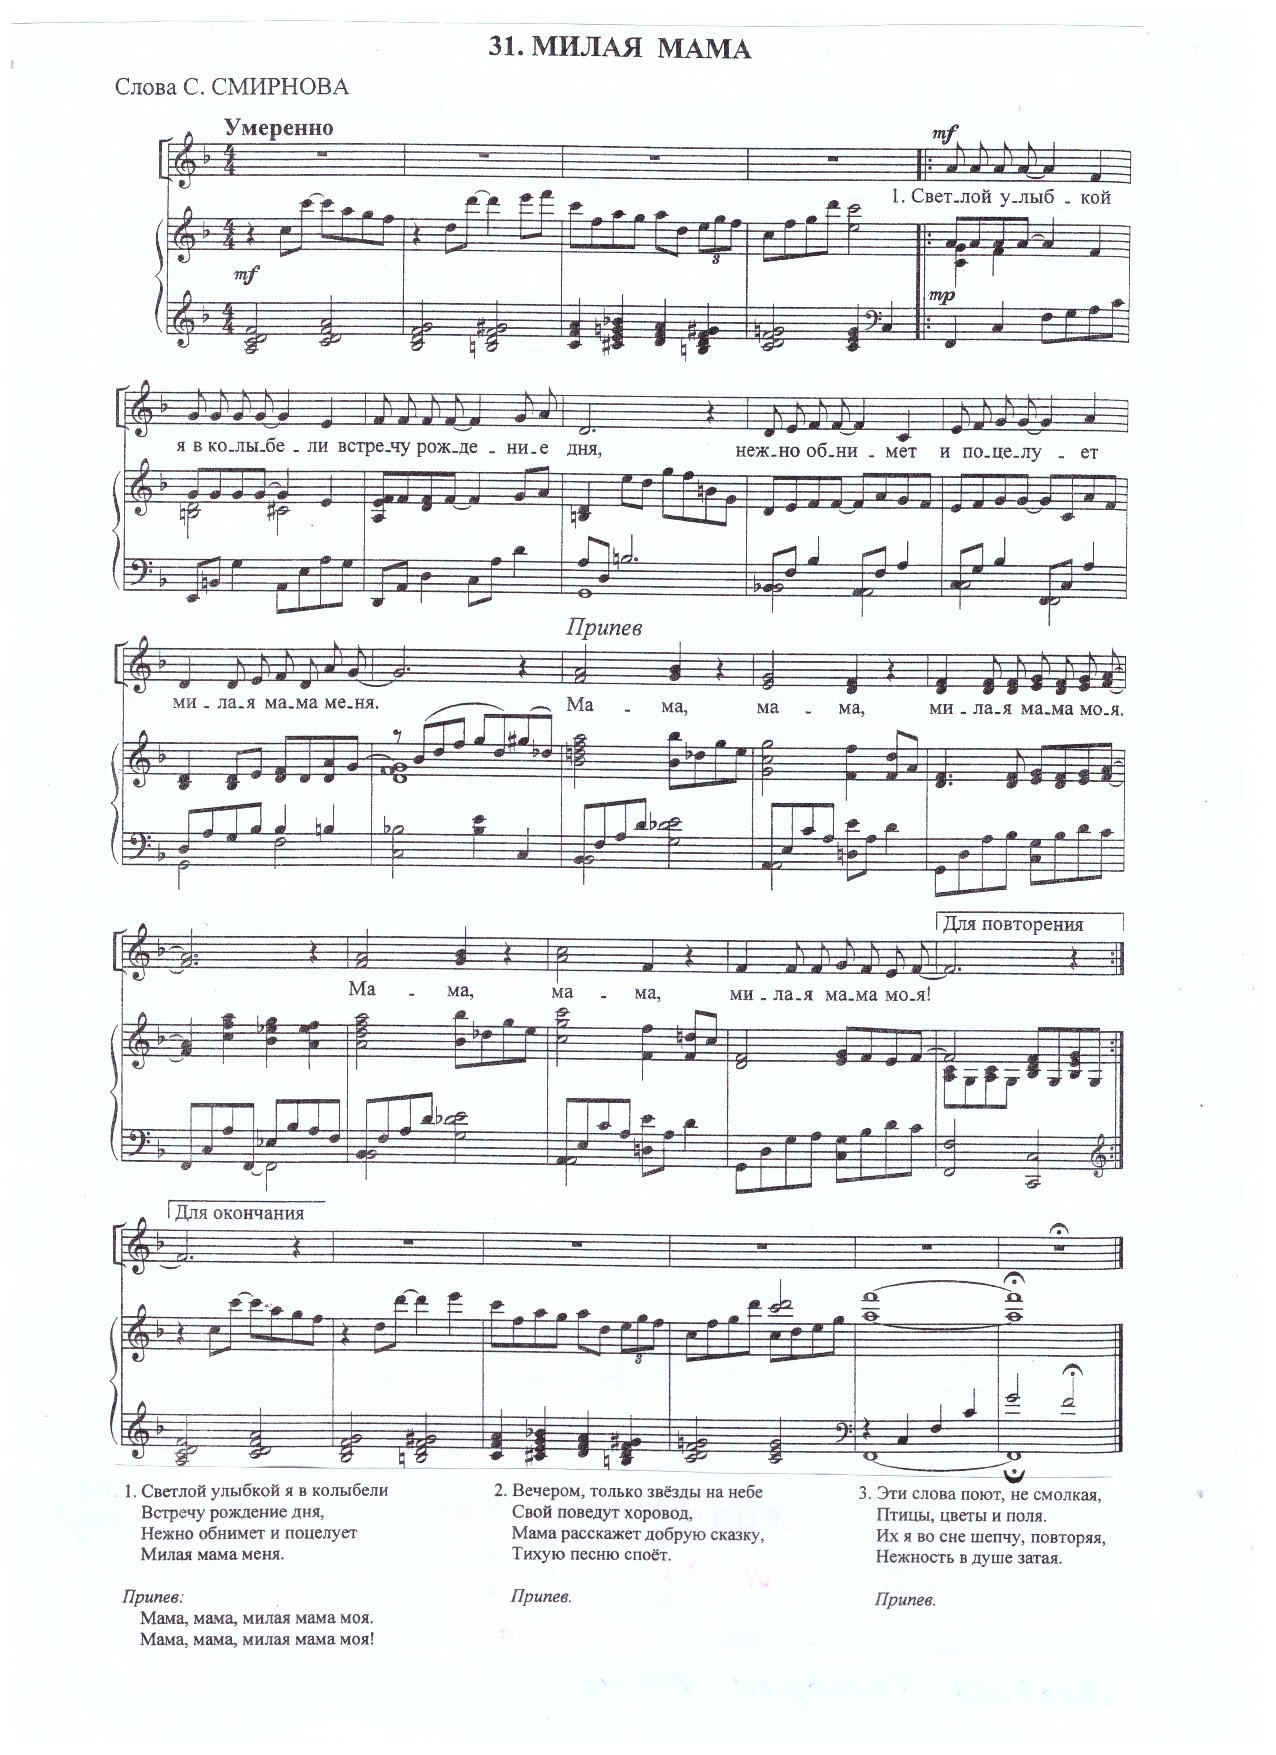 31. МИЛАЯ МАМА
Слова С. СМИРНОВА
Умеренно
mf
1. Свет-лой у-лыб - кой
mf
mp
я в ко-лы-бе - ли встре-чу рож-де - ни-е дня, неж-но об-ни - мет и по-це-лу - ет
Припев
ми - ла-я ма-ма ме-ня. Ма - ма, ма - ма, ми - ла-я ма-ма мо-я.
Для повторения
Ма - ма, ма - ма, ми - ла-я ма-ма мо-я!
Для окончания
3
3
1. Светлой улыбкой я в колыбели
Встречу рождение дня,
Нежно обнимет и поцелует
Милая мама меня.
Припев:
Мама, мама, милая мама моя.
Мама, мама, милая мама моя!
2. Вечером, только звёзды на небе
Свой поведут хоровод,
Мама расскажет добрую сказку,
Тихую песню споёт.
Припев.
3. Эти слова поют, не смолкая,
Птицы, цветы и поля.
Их я во сне шепчу, повторяя,
Нежность в душе затая.
Припев.